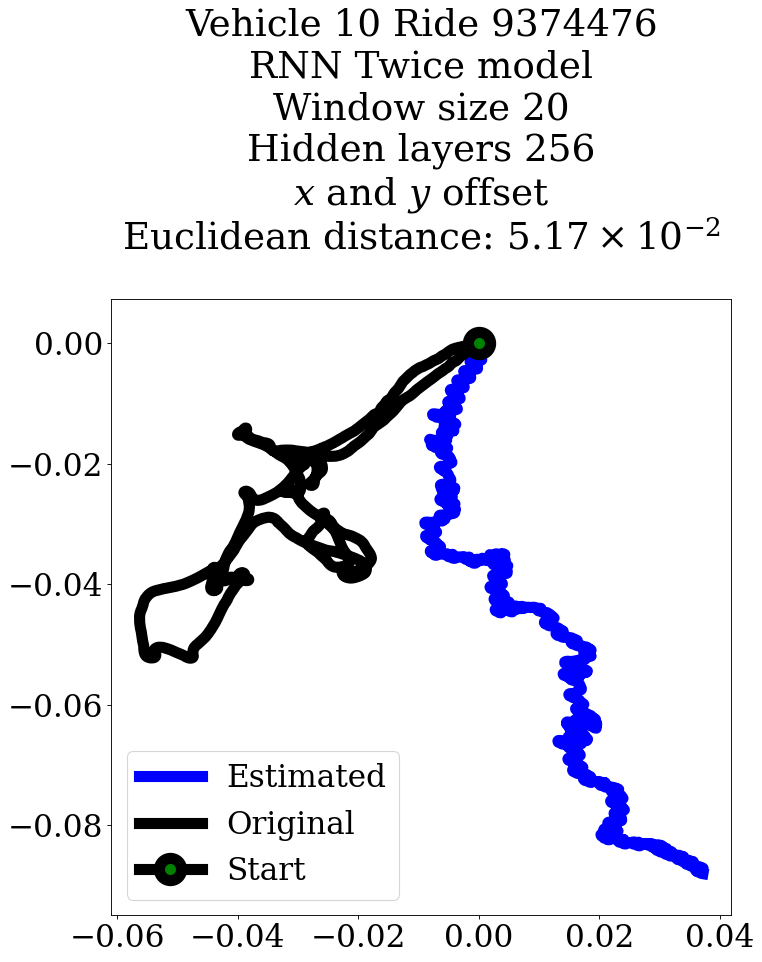 Vehicle 10 Ride 9374476
RNN Twice model
Window size 20
Hidden layers 256
x and y offset
Euclidean distance: 5.17 × 10⁻²
0.00
−0.02
−0.04
−0.06
−0.08
Estimated
Original
Start
−0.06 −0.04 −0.02 0.00 0.02 0.04